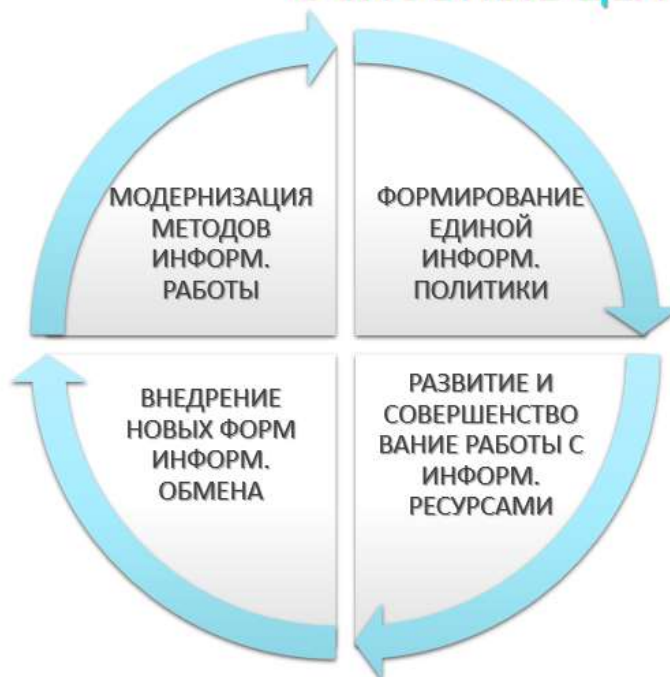 МОДЕРНИЗАЦИЯ
МЕТОДОВ
ИНФОРМ.
РАБОТЫ
ФОРМИРОВАНИЕ
ЕДИНОЙ
ИНФОРМ.
ПОЛИТИКИ
ВНЕДРЕНИЕ
НОВЫХ ФОРМ
ИНФОРМ.
ОБМЕНА
РАЗВИТИЕ И
СОВЕРШЕНСТВО
ВАНИЕ РАБОТЫ С
ИНФОРМ.
РЕСУРСАМИ